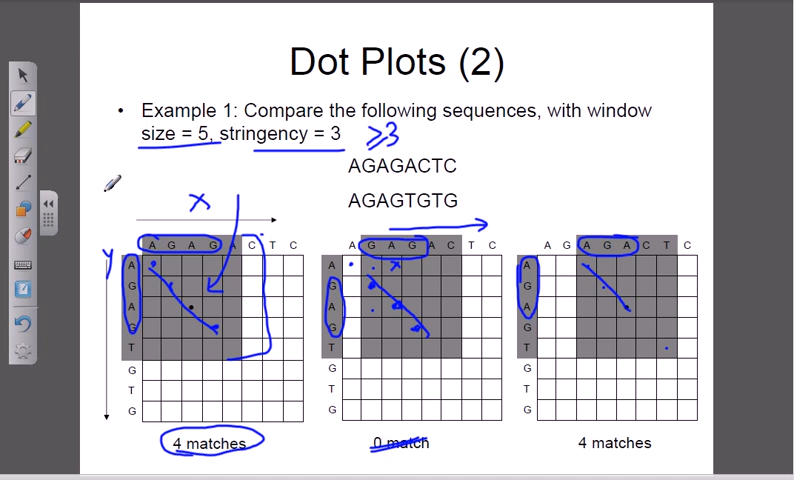 Dot Plots (2)
• Example 1: Compare the following sequences, with window
size = 5, stringency = 3 ≥3
AGAGACTC
AGAGTGTG
X
y
A G A G A C T C
A
G
A
G
T
G
T
G
4 matches
A G A G A C T C
A
G
A
G
T
G
T
G
x
0 match
A G A G A C T C
A
G
A
G
T
G
T
G
4 matches